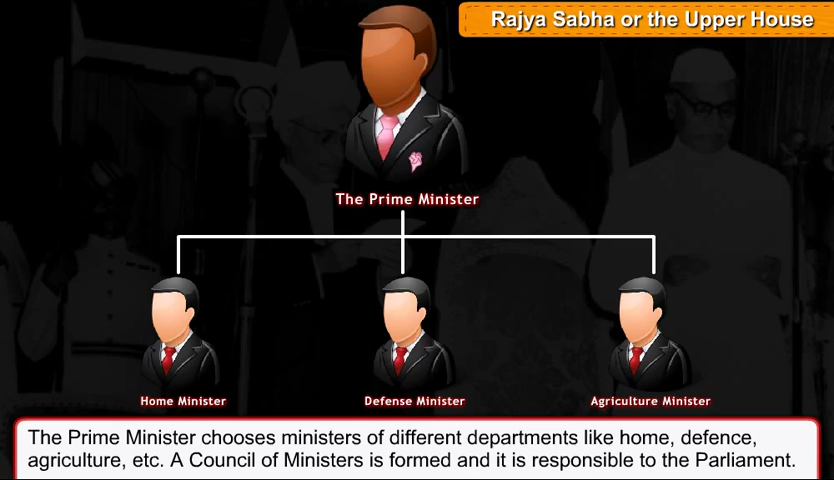 Rajya Sabha or the Upper House
The Prime Minister
Home Minister
Defense Minister
Agriculture Minister
The Prime Minister chooses ministers of different departments like home, defence,
agriculture, etc. A Council of Ministers is formed and it is responsible to the Parliament.